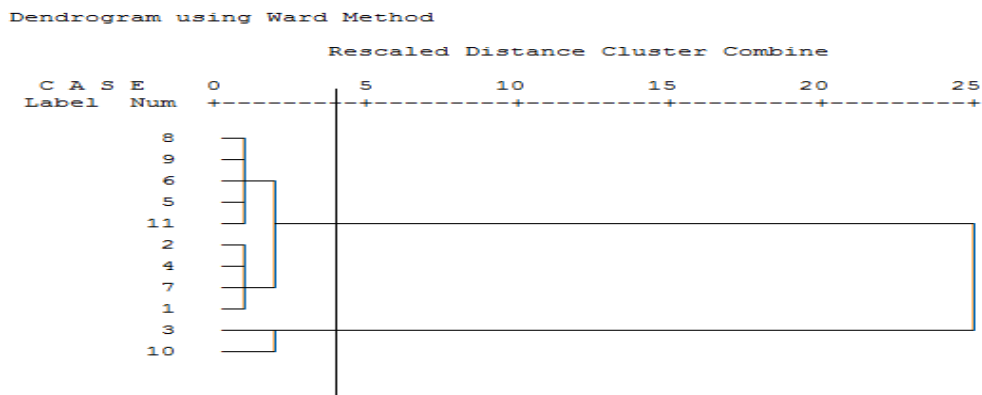 Dendrogram using Ward Method
Rescaled Distance Cluster Combine
C A S E 0 5 10 15 20 25
Label Num +---------+---------+---------+---------+---------+
8
9
6
5
11
2
4
7
1
3
10